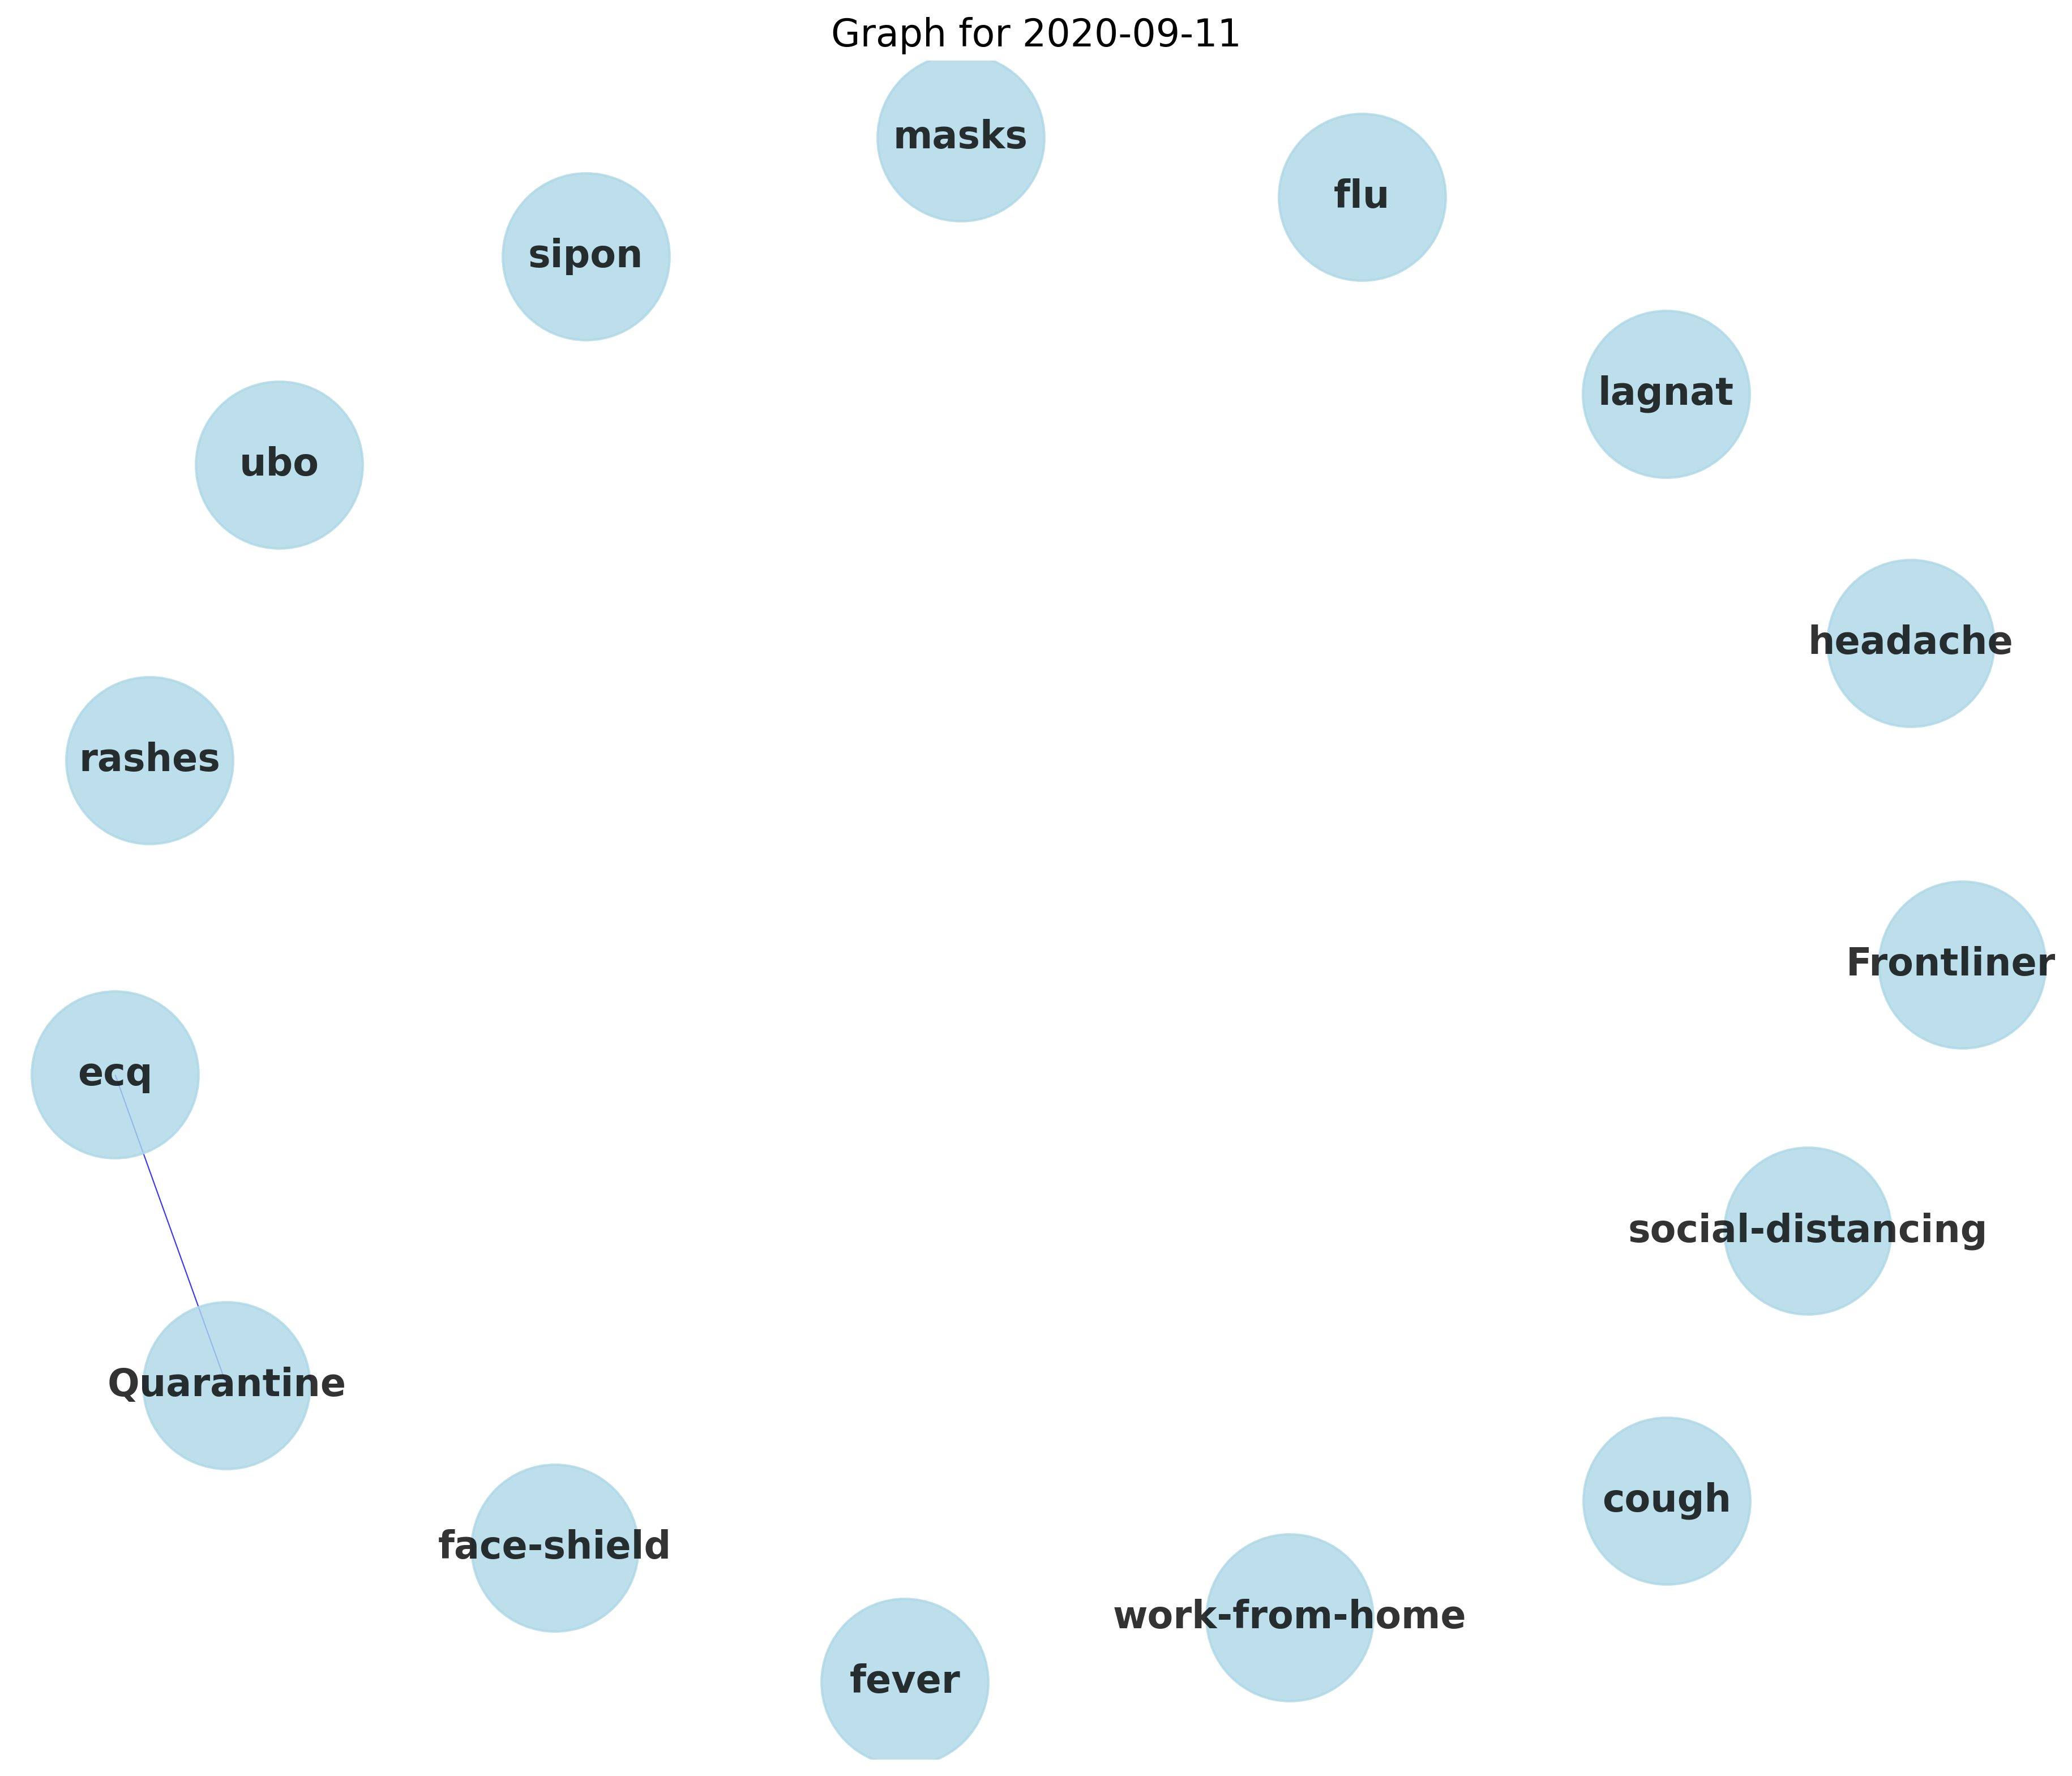 Graph for 2020-09-11
masks
flu
sipon
lagnat
ubo
headache
rashes
Frontliner
ecq
social-distancing
Quarantine
cough
face-shield
work-from-home
fever